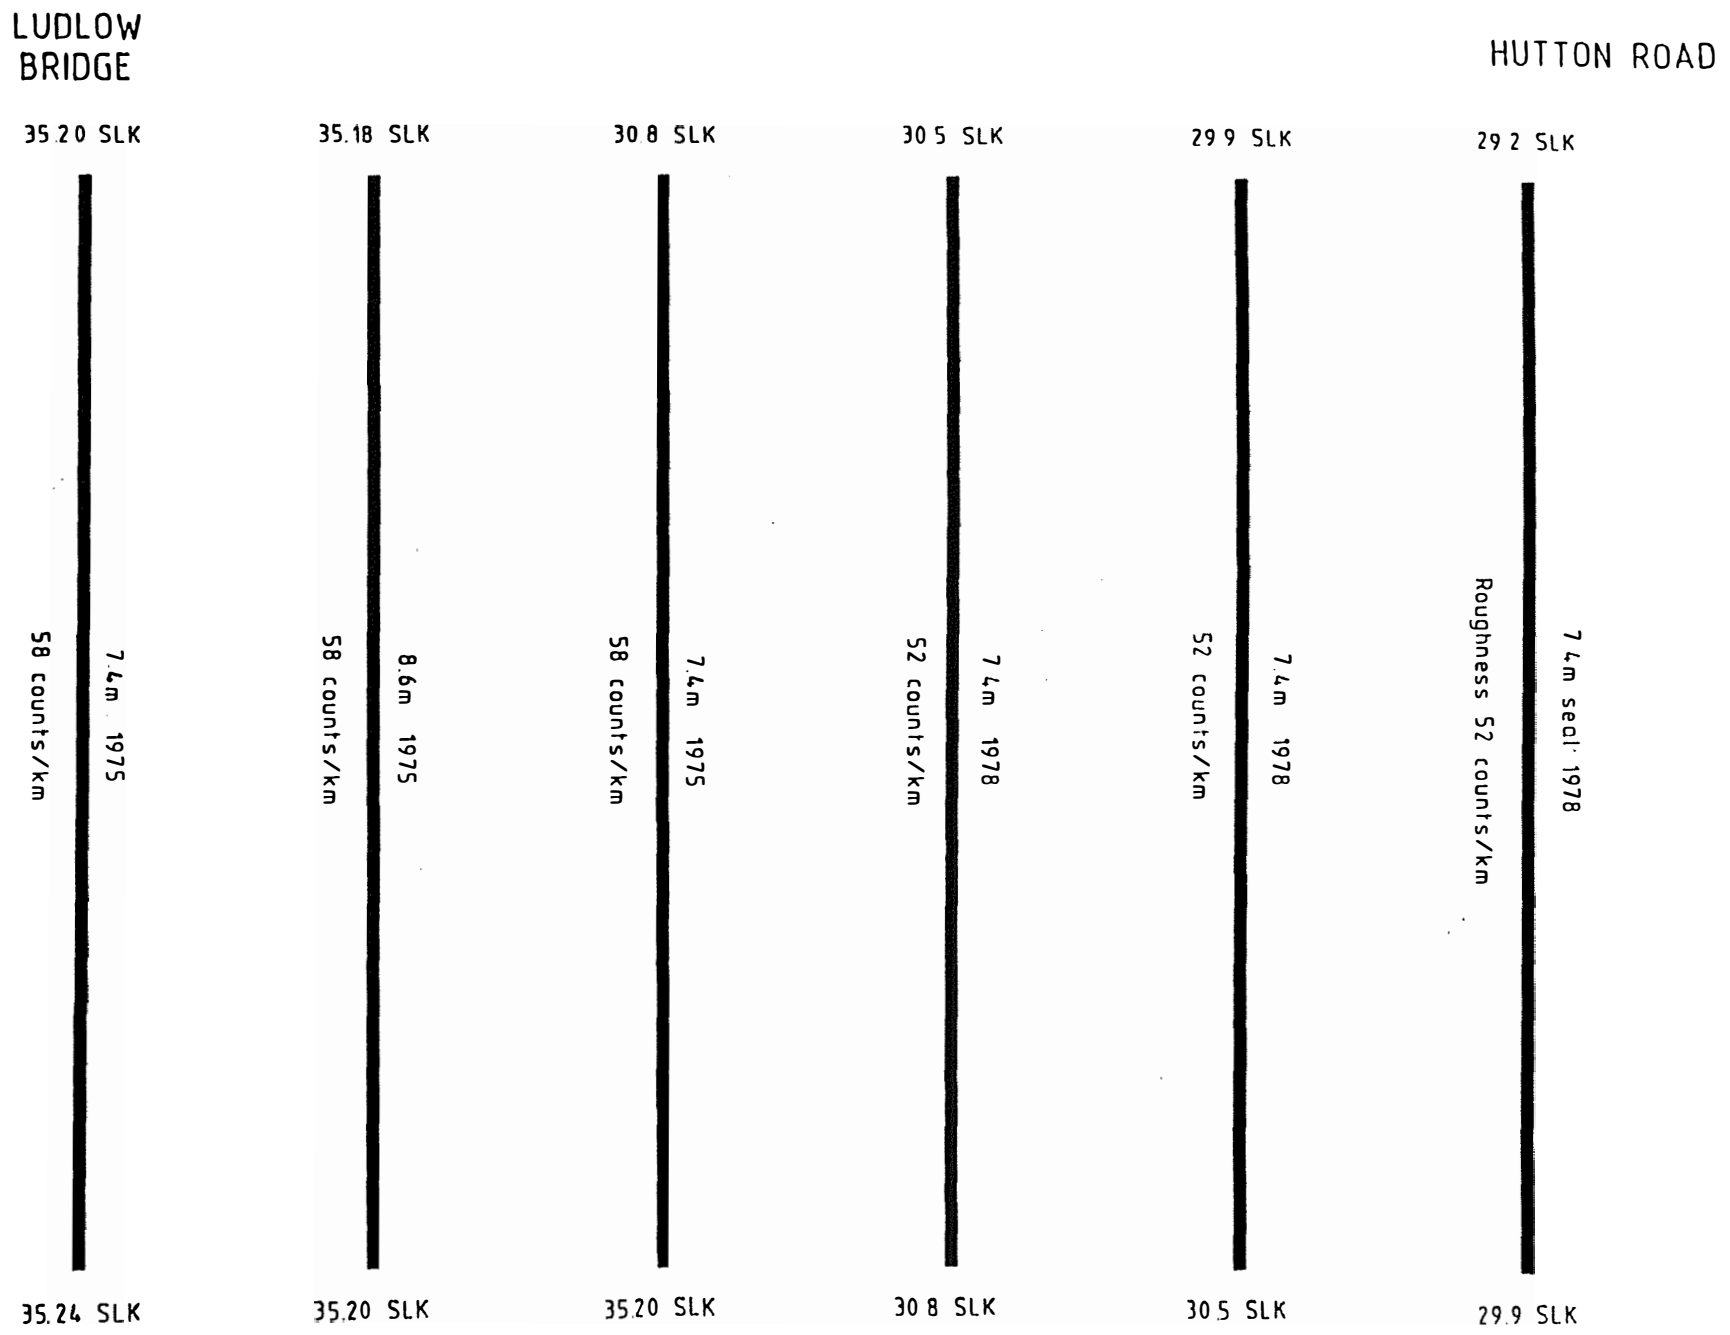 LUDLOW
BRIDGE
HUTTON ROAD
35.20 SLK
35.18 SLK
30.8 SLK
30 5 SLK
29 9 SLK
29 2 SLK
7.4m 1975
58 counts/km
8.6m 1975
58 counts/km
7.4m 1975
58 counts/km
7 4m 1978
52 counts/km
7.4m 1978
52 counts/km
7 4m seal 1978
Roughness 52 counts/km
35.24 SLK
35.20 SLK
35.20 SLK
30 8 SLK
30.5 SLK
29.9 SLK